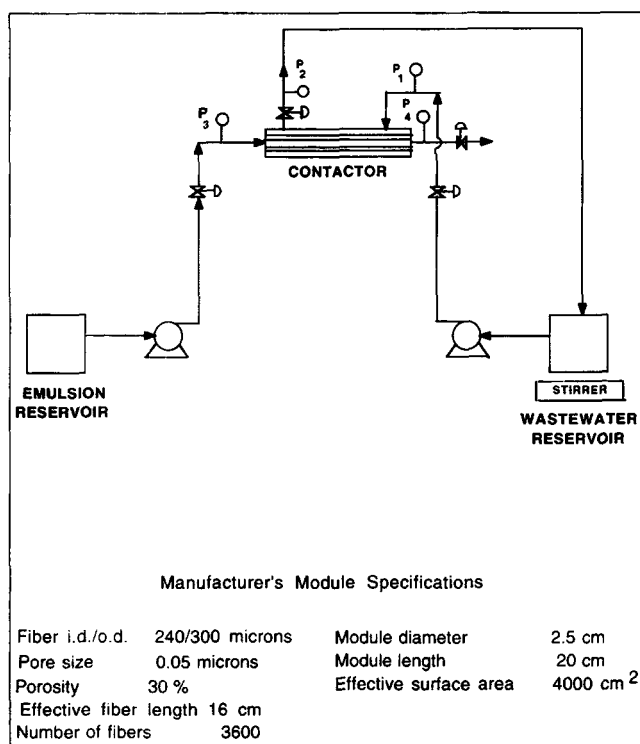 P2
P1
P3
P4
CONTACTOR
EMULSION
RESERVOIR
STIRRER
WASTEWATER
RESERVOIR
Manufacturer's Module Specifications
Fiber i.d./o.d. 240/300 microns Module diameter 2.5 cm
Pore size 0.05 microns Module length 20 cm
Porosity 30 % Effective surface area 4000 cm2
Effective fiber length 16 cm
Number of fibers 3600